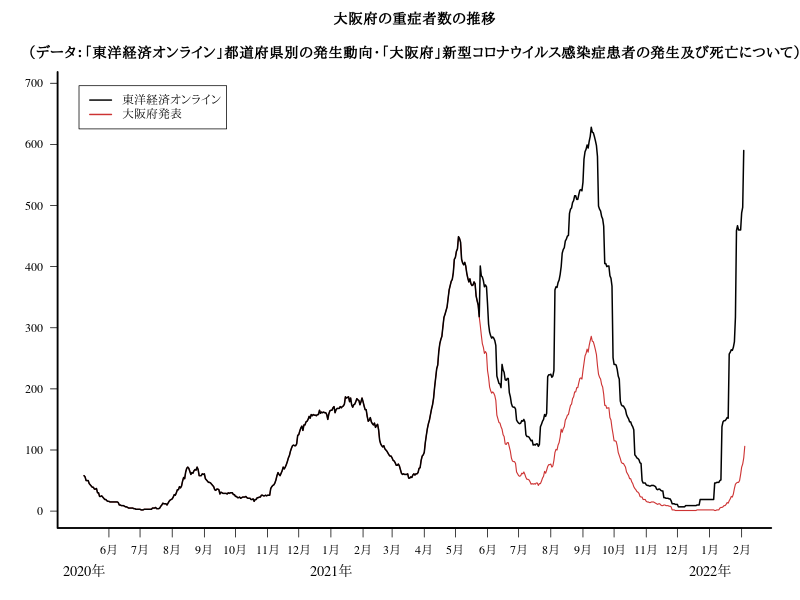 大阪府の重症者数の推移
（データ：「東洋経済オンライン」都道府県別の発生動向・「大阪府」新型コロナウイルス感染症患者の発生及び死亡について）
700
東洋経済オンライン
大阪府発表
600
500
400
300
200
100
0
6月 7月 8月 9月 10月 11月 12月 1月 2月 3月 4月 5月 6月 7月 8月 9月 10月 11月 12月 1月 2月
2020年 2021年 2022年